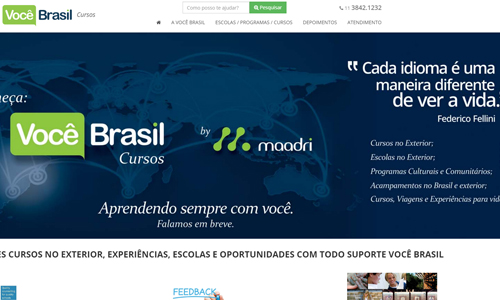 Você Brasil Cursos
Como posso te ajudar?
Pesquisar
11 3842.1232
A VOCÊ BRASIL
ESCOLAS / PROGRAMAS / CURSOS
DEPOIMENTOS
ATENDIMENTO
“ Cada idioma é uma
maneira diferente
de ver a vida.
Federico Fellini
eça:
Você Brasil
Cursos
by
maadri
Cursos no Exterior;
Escolas no Exterior;
Programas Culturais e Comunitários;
Acampamentos no Brasil e exterior;
Cursos, Viagens e Experiências para vid
Aprendendo sempre com você.
Falamos em breve.
ES CURSOS NO EXTERIOR, EXPERIÊNCIAS, ESCOLAS E OPORTUNIDADES COM TODO SUPORTE VOCÊ BRASIL
FEEDBACK